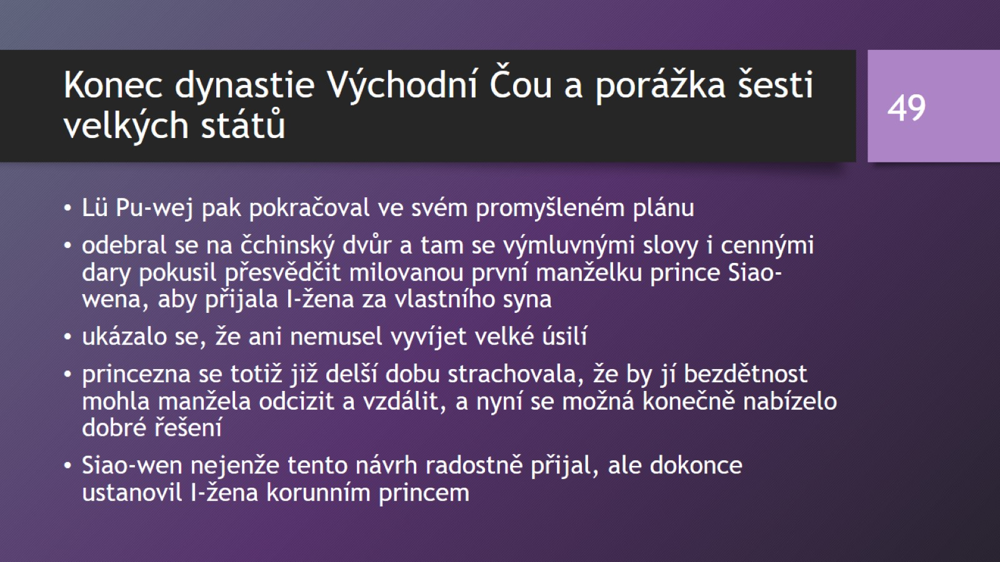 Konec dynastie Východní Čou a porážka šesti
velkých států
49
• Lü Pu-wej pak pokračoval ve svém promyšleném plánu
• odebral se na čchinský dvůr a tam se výmluvnými slovy i cennými
dary pokusil přesvědčit milovanou první manželku prince Siao-
wena, aby přijala I-žena za vlastního syna
• ukázalo se, že ani nemusel vyvíjet velké úsilí
• princezna se totiž již delší dobu strachovala, že by jí bezdětnost
mohla manžela odcizit a vzdálit, a nyní se možná konečně nabízelo
dobré řešení
• Siao-wen nejenže tento návrh radostně přijal, ale dokonce
ustanovil I-žena korunním princem